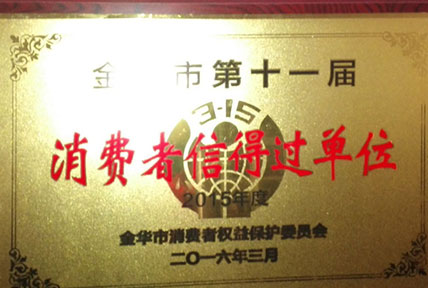 金华市第十一届
3·15
消费者信得过单位
2015年度
金华市消费者权益保护委员会
二〇一六年三月